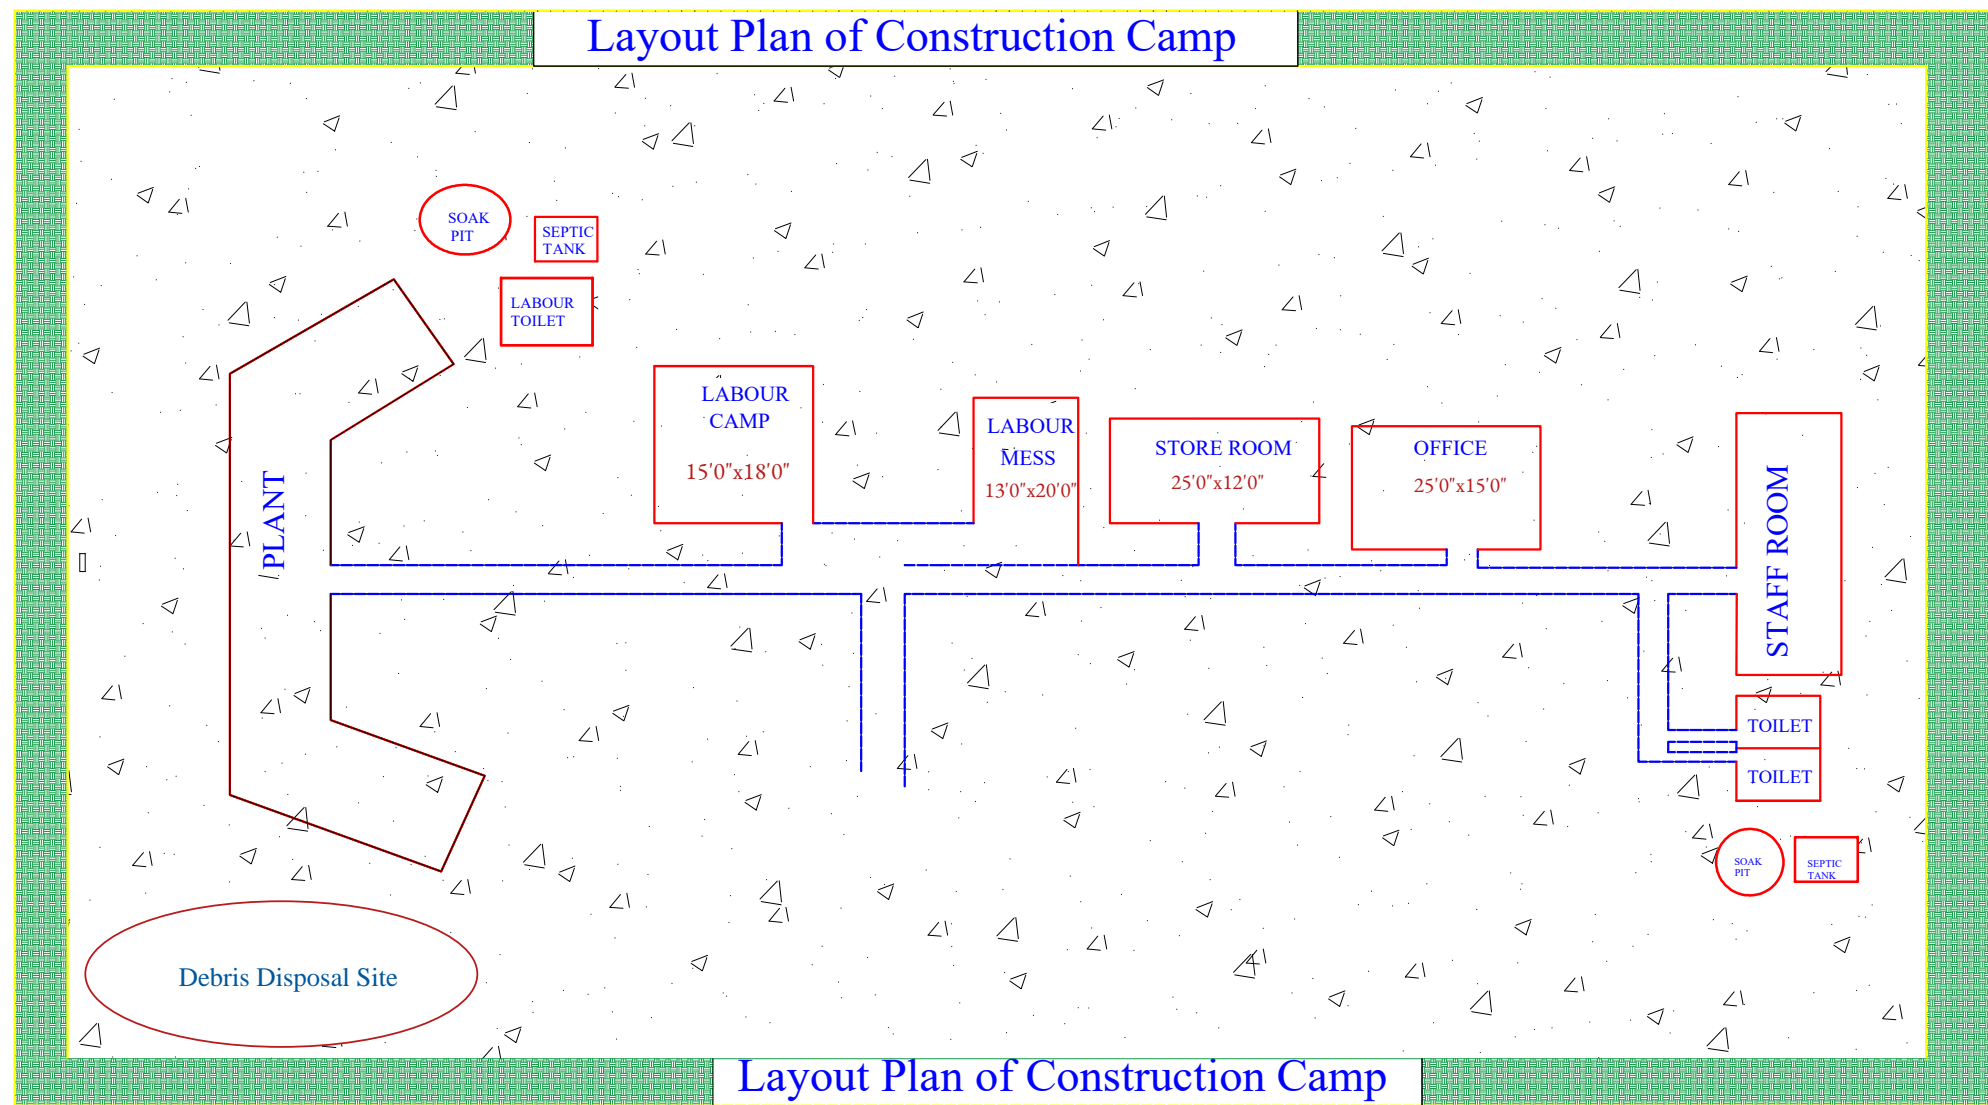 Layout Plan of Construction Camp
SOAK
PIT
SEPTIC
TANK
LABOUR
TOILET
PLANT
LABOUR
CAMP
15'0"x18'0"
LABOUR
MESS
13'0"x20'0"
STORE ROOM
25'0"x12'0"
OFFICE
25'0"x15'0"
STAFF ROOM
TOILET
TOILET
SOAK
PIT
SEPTIC
TANK
Debris Disposal Site
Layout Plan of Construction Camp